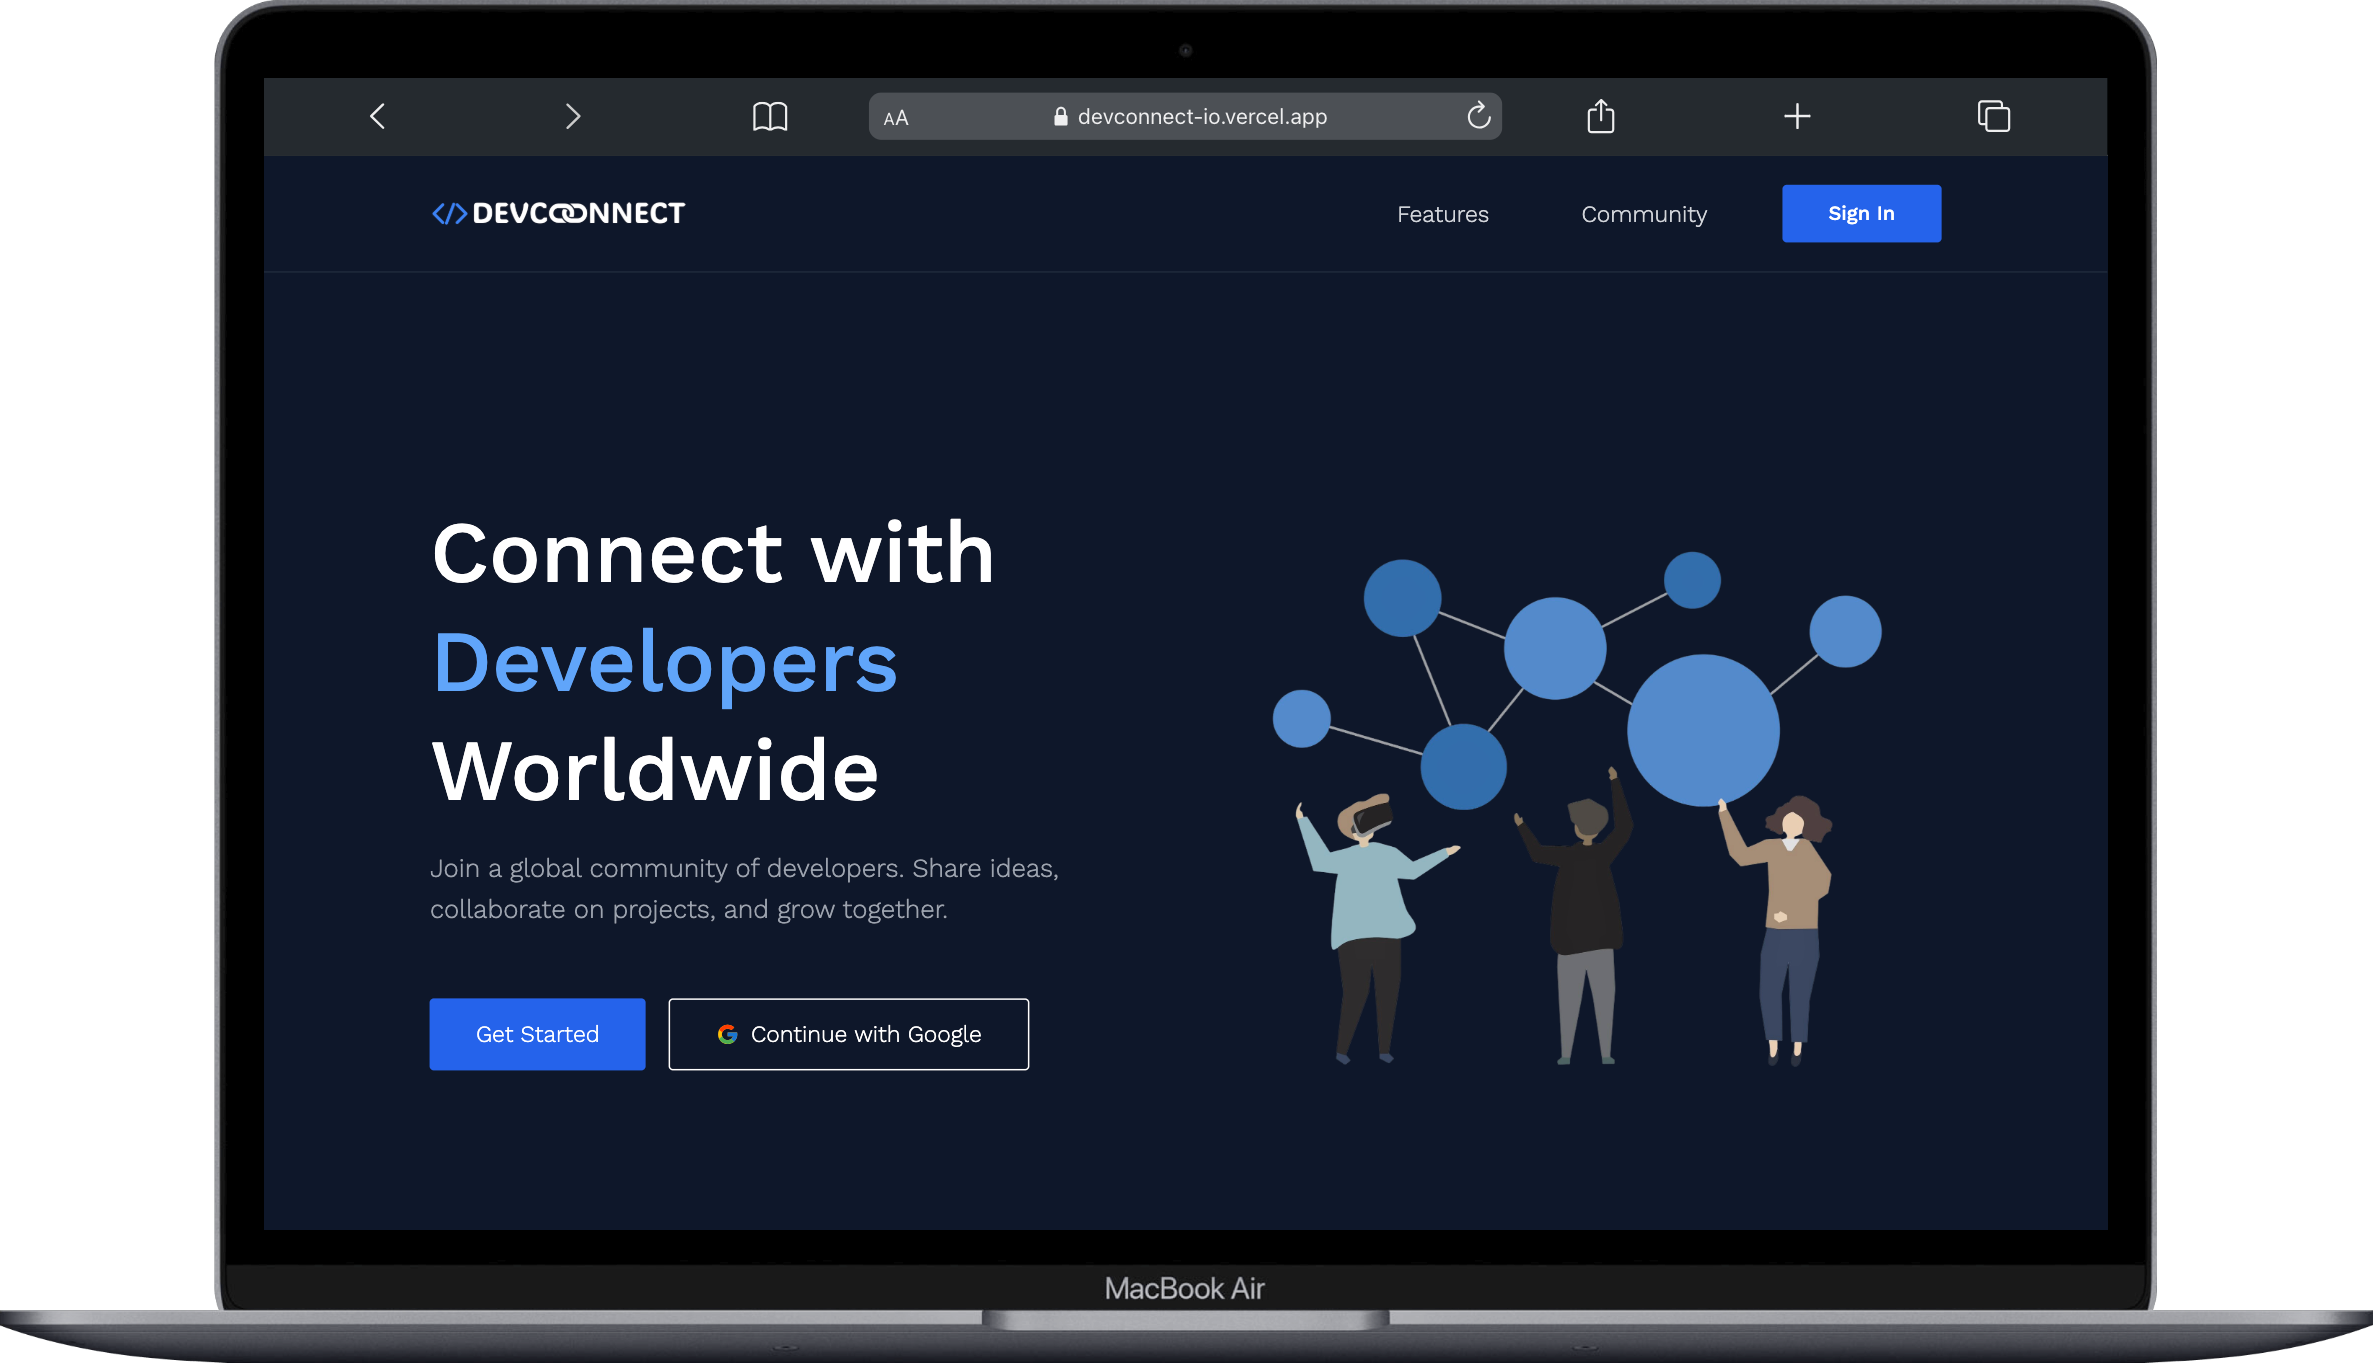 AA
devconnect-io.vercel.app
</> DEVCOONNECT
Features
Community
Sign In
Connect with
Developers
Worldwide
Join a global community of developers. Share ideas,
collaborate on projects, and grow together.
Get Started
Continue with Google
MacBook Air